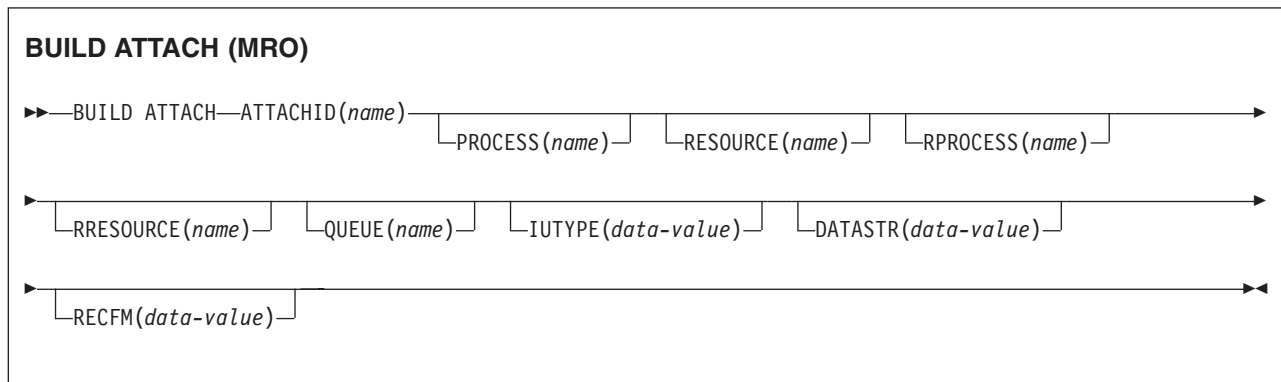 BUILD ATTACH (MRO)
BUILD ATTACH ATTACHID(name)
PROCESS(name) RESOURCE(name) RPROCESS(name)
RRESOURCE(name) QUEUE(name) IUTYPE(data-value) DATASTR(data-value)
RECFM(data-value)